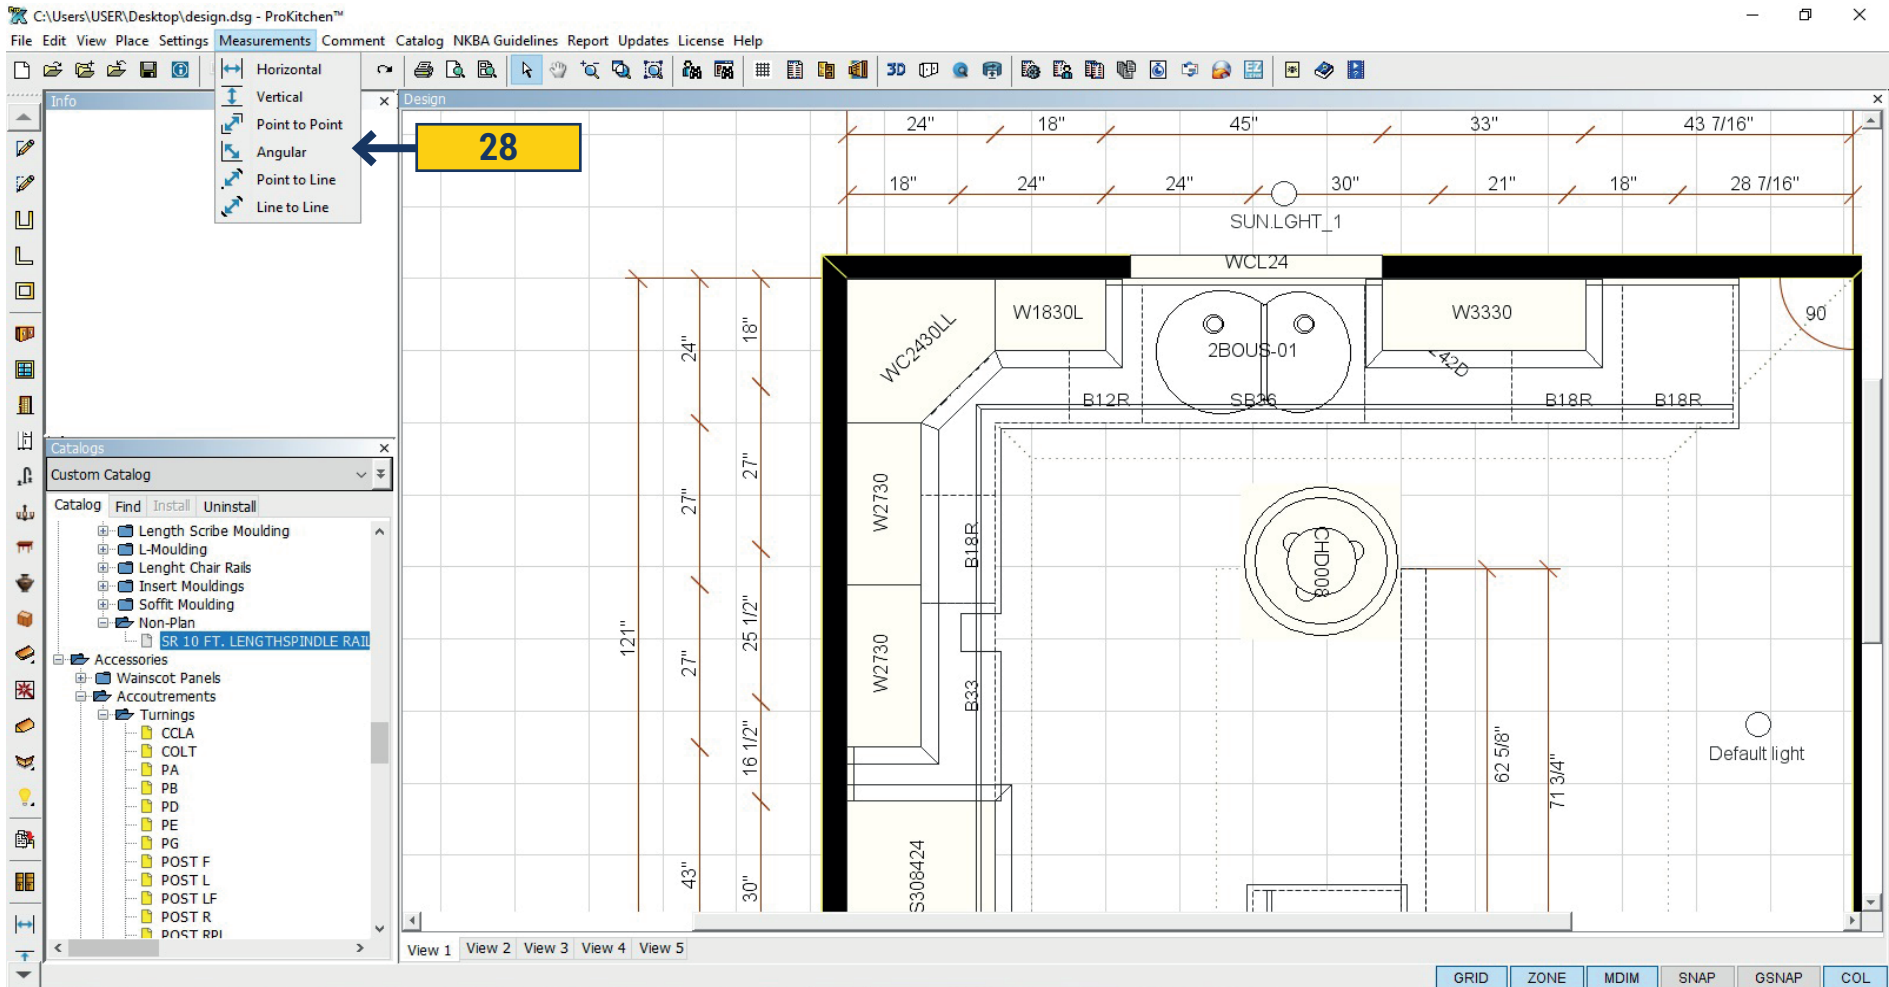 C:\Users\USER\Desktop\design.dsg - ProKitchen™
File Edit View Place Settings Measurements Comment Catalog NKBA Guidelines Report Updates License Help
Horizontal
Vertical
Point to Point
Angular
Point to Line
Line to Line
28
3D
EZ
Info
Design
24" 18" 45" 33" 43 7/16"
18" 24" 24" 30" 21" 18" 28 7/16"
SUN.LGHT_1
WCL24
W1830L
W3330
90
WC2430LL
2BOUS-01
B12R
SB36
B18R
B18R
24"
18"
27"
27"
W2730
B18R
CHD008
121"
27"
25 1/2"
W2730
B33
16 1/2"
62 5/8"
71 3/4"
Default light
43"
30"
S308424
Catalogs
Custom Catalog
Catalog Find Install Uninstall
Length Scribe Moulding
L-Moulding
Lenght Chair Rails
Insert Mouldings
Soffit Moulding
Non-Plan
SR 10 FT. LENGTHSPINDLE RAIL
Accessories
Wainscot Panels
Accoutrements
Turnings
CCLA
COLT
PA
PB
PD
PE
PG
POST F
POST L
POST LF
POST R
POST RPL
View 1 View 2 View 3 View 4 View 5
GRID ZONE MDIM SNAP GSNAP COL